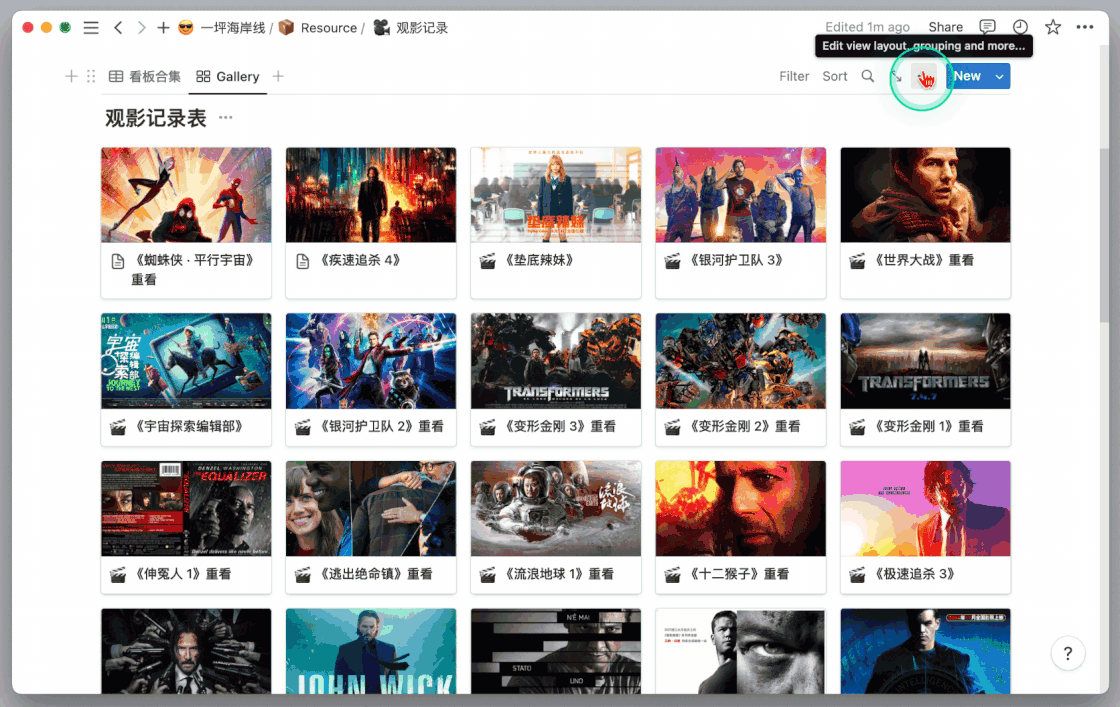 一坪海岸线 / Resource / 观影记录
Edited 1m ago Share
Edit view layout, grouping and more...
看板合集 Gallery
Filter Sort New
观影记录表
《蜘蛛侠 · 平行宇宙》重看
《疾速追杀 4》
垫底辣妹
《垫底辣妹》
《银河护卫队 3》
《世界大战》重看
宇宙探索编辑部
JOURNEY
TO THE WEST
TRANSFORMERS
TRANSFORMERS
7.4.7
《宇宙探索编辑部》
《银河护卫队 2》重看
《变形金刚 3》重看
《变形金刚 2》重看
《变形金刚 1》重看
DENZEL WASHINGTON
THE EQUALIZER
Denzel delivers like never before
流浪地球
《伸冤人 1》重看
《逃出绝命镇》重看
《流浪地球 1》重看
《十二猴子》重看
《极速追杀 3》
JOHN WICK
NE MAI
STATO
UNO
?